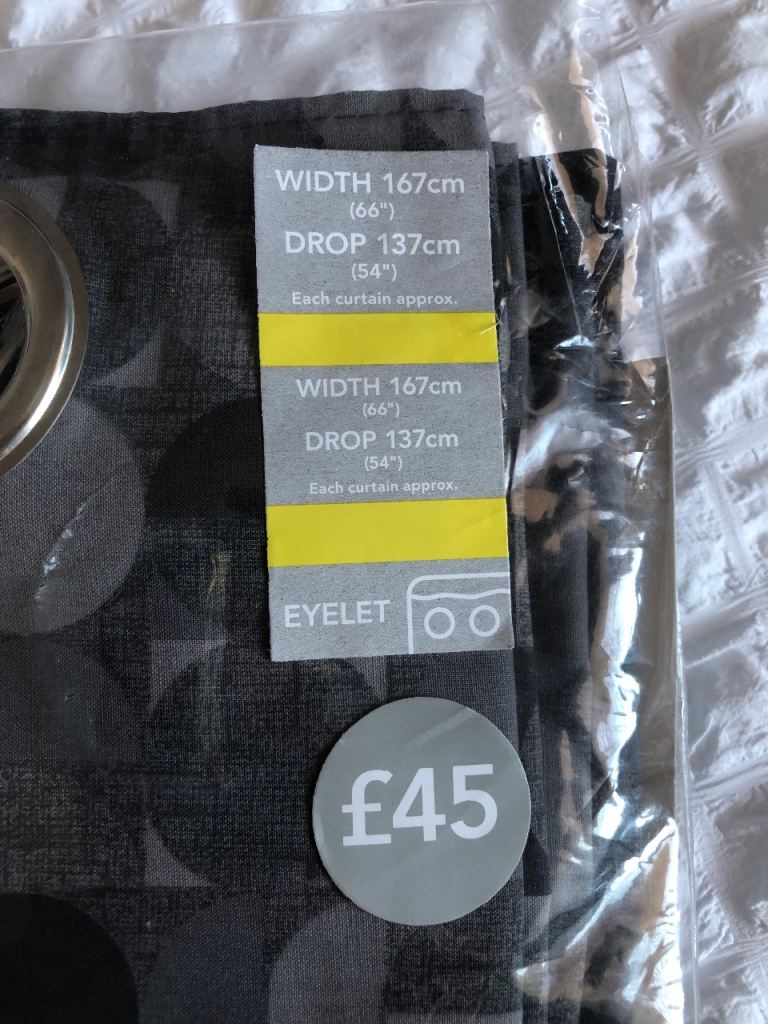 WIDTH 167cm
(66")
DROP 137cm
(54")
Each curtain approx.
WIDTH 167cm
(66")
DROP 137cm
(54")
Each curtain approx.
EYELET
£45